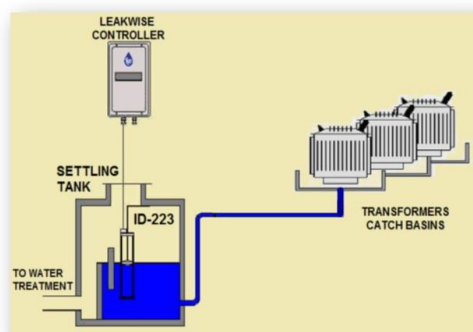 LEAKWISE
CONTROLLER
SETTLING
TANK
ID-223
TRANSFORMERS
CATCH BASINS
TO WATER
TREATMENT